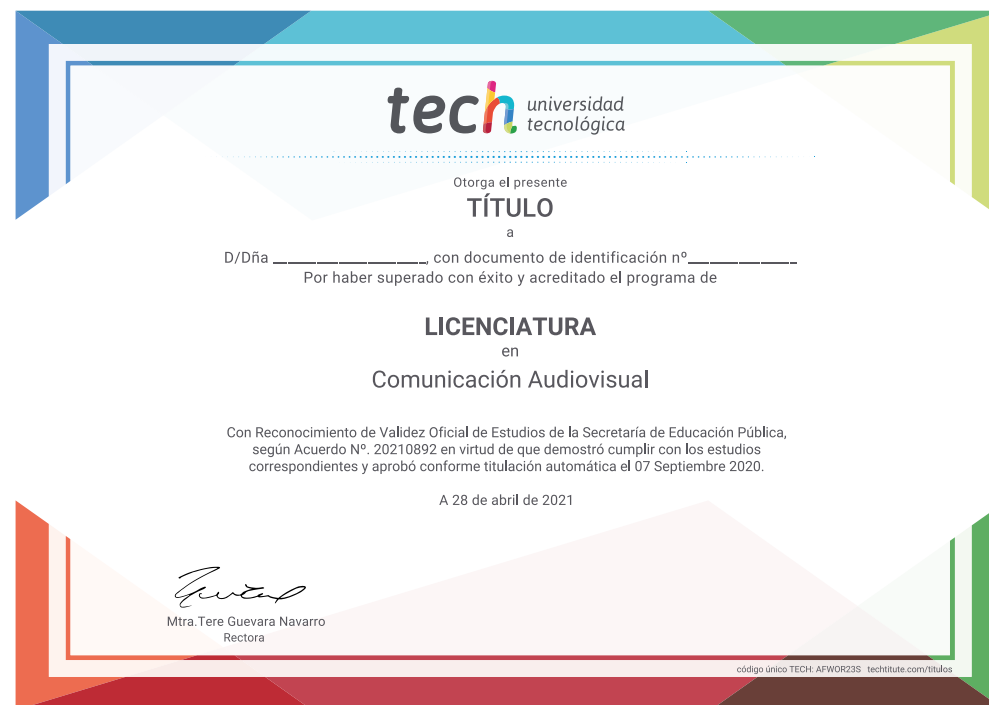 tech universidad
tecnológica
Otorga el presente
TÍTULO
a
D/Dña ______________________, con documento de identificación nº_______________
Por haber superado con éxito y acreditado el programa de
LICENCIATURA
en
Comunicación Audiovisual
Con Reconocimiento de Validez Oficial de Estudios de la Secretaría de Educación Pública,
según Acuerdo Nº. 20210892 en virtud de que demostró cumplir con los estudios
correspondientes y aprobó conforme titulación automática el 07 Septiembre 2020.
A 28 de abril de 2021
Mtra.Tere Guevara Navarro
Rectora
código único TECH: AFWOR23S techtitute.com/titulos